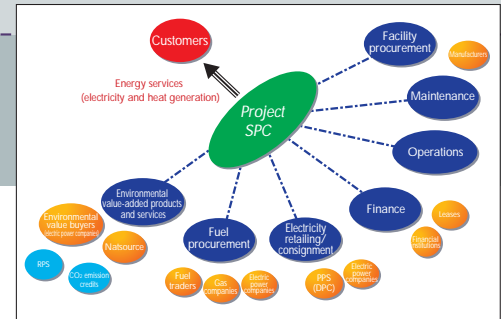 Customers
Facility
procurement
Manufacturers
Energy services
(electricity and heat generation)
Project
SPC
Maintenance
Operations
Environmental
value-added products
and services
Finance
Environmental
value buyers
(electric power companies)
Natsource
Fuel
procurement
Electricity
retailing/
consignment
Leases
Financial
institutions
RPS
CO₂ emission
credits
Fuel
traders
Gas
companies
Electric
power
companies
PPS
(DPC)
Electric
power
companies